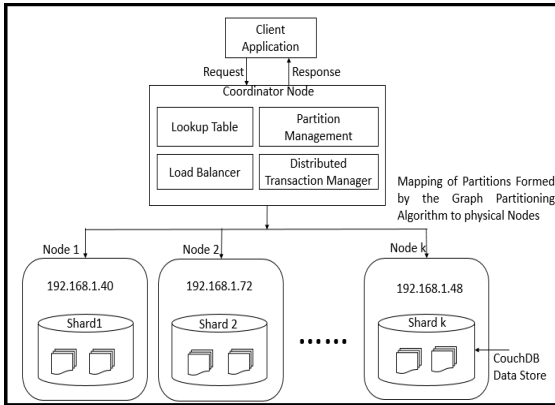 Client
Application
Request
Response
Coordinator Node
Lookup Table
Partition
Management
Load Balancer
Distributed
Transaction Manager
Mapping of Partitions Formed
by the Graph Partitioning
Algorithm to physical Nodes
Node 1
Node 2
Node k
192.168.1.40
192.168.1.72
192.168.1.48
Shard1
Shard 2
Shard k
CouchDB
Data Store